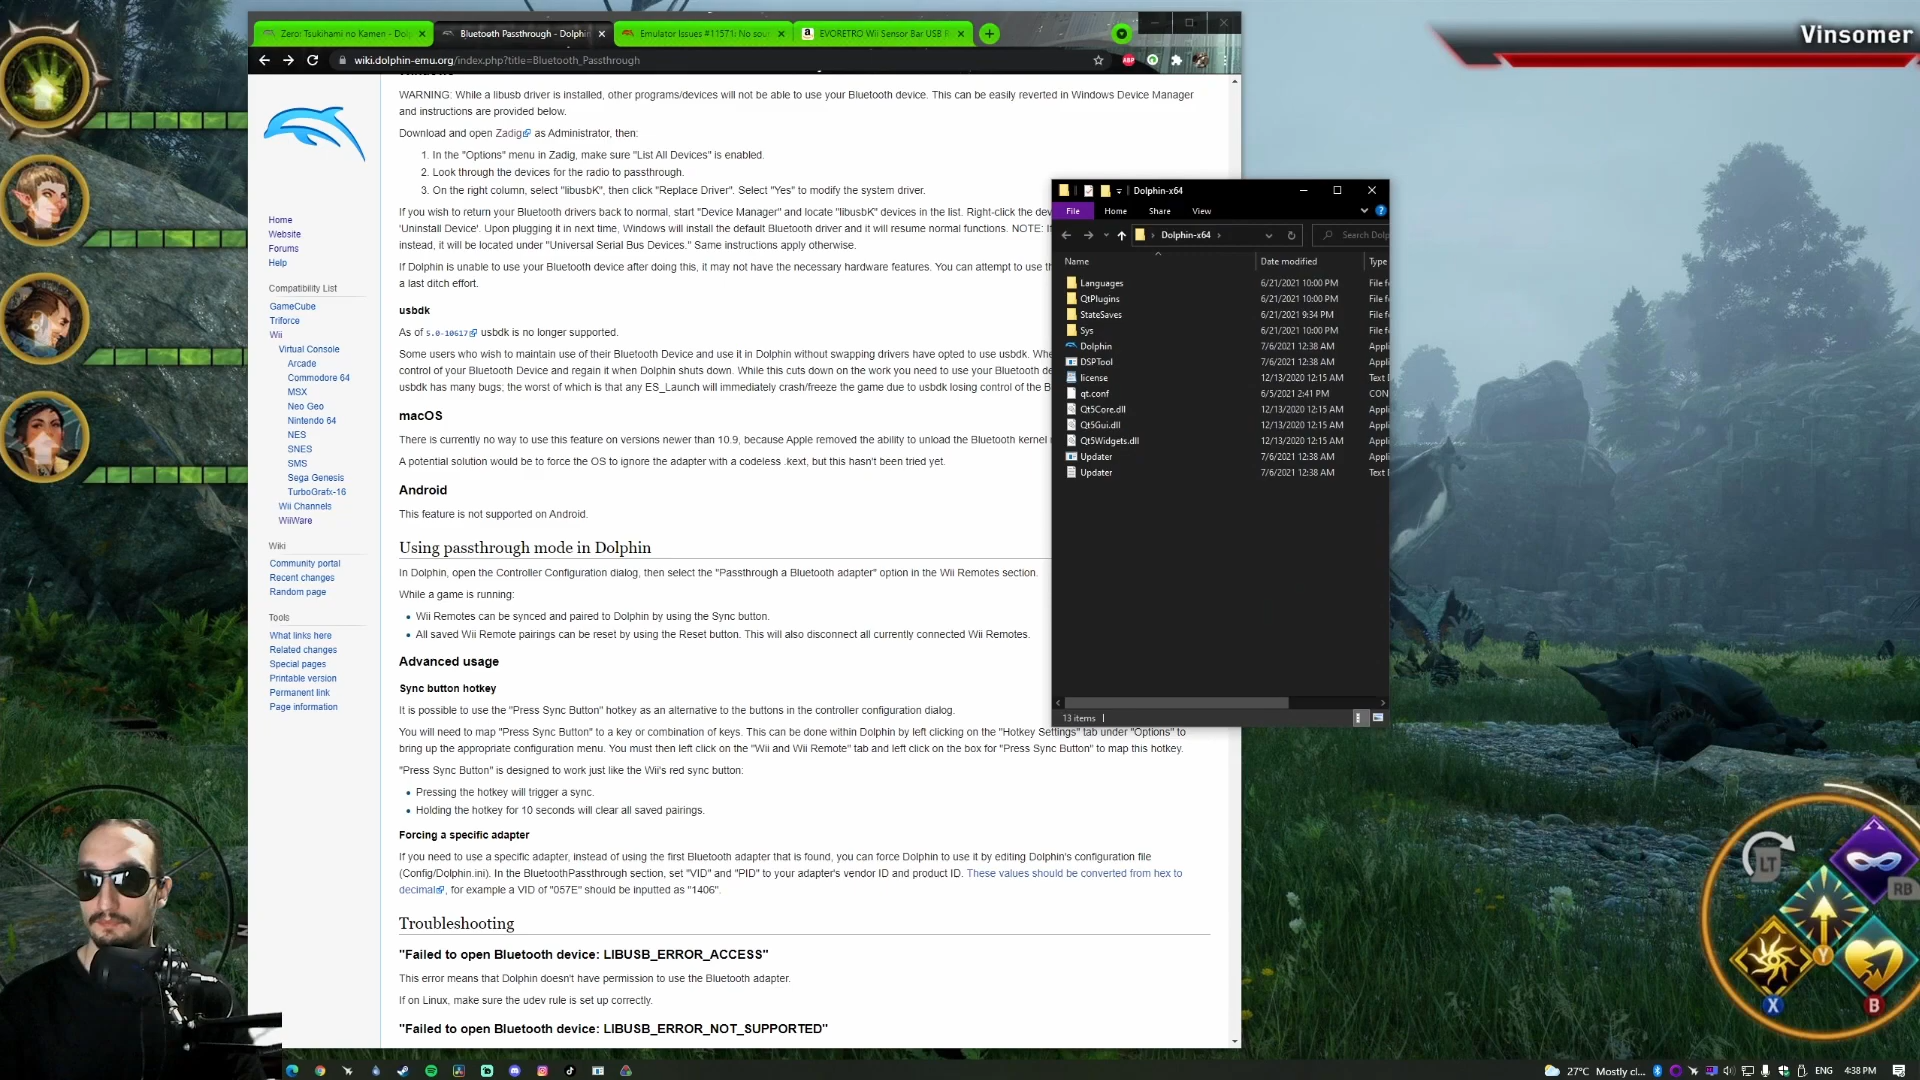 Vinsomer
Zero: Tsukihami no Kamen - Dol
Bluetooth Passthrough - Dolphin
Emulator Issues #11571: No sou
EVORETRO Wii Sensor Bar USB R
wiki.dolphin-emu.org/index.php?title=Bluetooth_Passthrough
ABP
WARNING: While a libusb driver is installed, other programs/devices will not be able to use your Bluetooth device. This can be easily reverted in Windows Device Manager
and instructions are provided below.
Download and open Zadig as Administrator, then:
1. In the "Options" menu in Zadig, make sure "List All Devices" is enabled.
2. Look through the devices for the radio to passthrough.
3. On the right column, select "libusbK", then click "Replace Driver". Select "Yes" to modify the system driver.
If you wish to return your Bluetooth drivers back to normal, start "Device Manager" and locate "libusbK" devices in the list. Right-click the dev
'Uninstall Device'. Upon plugging it in next time, Windows will install the default Bluetooth driver and it will resume normal functions. NOTE: I
instead, it will be located under "Universal Serial Bus Devices." Same instructions apply otherwise.
If Dolphin is unable to use your Bluetooth device after doing this, it may not have the necessary hardware features. You can attempt to use th
a last ditch effort.
usbdk
As of 5.0-10617 usbdk is no longer supported.
Some users who wish to maintain use of their Bluetooth Device and use it in Dolphin without swapping drivers have opted to use usbdk. Whe
control of your Bluetooth Device and regain it when Dolphin shuts down. While this cuts down on the work you need to use your Bluetooth de
usbdk has many bugs; the worst of which is that any ES_Launch will immediately crash/freeze the game due to usbdk losing control of the B
macOS
There is currently no way to use this feature on versions newer than 10.9, because Apple removed the ability to unload the Bluetooth kernel
A potential solution would be to force the OS to ignore the adapter with a codeless .kext, but this hasn't been tried yet.
Android
This feature is not supported on Android.
Using passthrough mode in Dolphin
In Dolphin, open the Controller Configuration dialog, then select the "Passthrough a Bluetooth adapter" option in the Wii Remotes section.
While a game is running:
Wii Remotes can be synced and paired to Dolphin by using the Sync button.
All saved Wii Remote pairings can be reset by using the Reset button. This will also disconnect all currently connected Wii Remotes.
Advanced usage
Sync button hotkey
It is possible to use the "Press Sync Button" hotkey as an alternative to the buttons in the controller configuration dialog.
You will need to map "Press Sync Button" to a key or combination of keys. This can be done within Dolphin by left clicking on the "Hotkey Settings" tab under "Options" to
bring up the appropriate configuration menu. You must then left click on the "Wii and Wii Remote" tab and left click on the box for "Press Sync Button" to map this hotkey.
"Press Sync Button" is designed to work just like the Wii's red sync button:
Pressing the hotkey will trigger a sync.
Holding the hotkey for 10 seconds will clear all saved pairings.
Forcing a specific adapter
If you need to use a specific adapter, instead of using the first Bluetooth adapter that is found, you can force Dolphin to use it by editing Dolphin's configuration file
(Config/Dolphin.ini). In the BluetoothPassthrough section, set "VID" and "PID" to your adapter's vendor ID and product ID. These values should be converted from hex to
decimal, for example a VID of "057E" should be inputted as "1406".
Troubleshooting
"Failed to open Bluetooth device: LIBUSB_ERROR_ACCESS"
This error means that Dolphin doesn't have permission to use the Bluetooth adapter.
If on Linux, make sure the udev rule is set up correctly.
"Failed to open Bluetooth device: LIBUSB_ERROR_NOT_SUPPORTED"
Home
Website
Forums
Help
Compatibility List
GameCube
Triforce
Wii
Virtual Console
Arcade
Commodore 64
MSX
Neo Geo
Nintendo 64
NES
SNES
SMS
Sega Genesis
TurboGrafx-16
Wii Channels
WiiWare
Wiki
Community portal
Recent changes
Random page
Tools
What links here
Related changes
Special pages
Printable version
Permanent link
Page information
Dolphin-x64
File Home Share View
Dolphin-x64
Search Dolp
Name Date modified Type
Languages 6/21/2021 10:00 PM File f
QtPlugins 6/21/2021 10:00 PM File f
StateSaves 6/21/2021 9:34 PM File f
Sys 6/21/2021 10:00 PM File f
Dolphin 7/6/2021 12:38 AM Appli
DSPTool 7/6/2021 12:38 AM Appli
license 12/13/2020 12:15 AM Text D
qt.conf 6/5/2021 2:41 PM CON
Qt5Core.dll 12/13/2020 12:15 AM Appli
Qt5Gui.dll 12/13/2020 12:15 AM Appli
Qt5Widgets.dll 12/13/2020 12:15 AM Appli
Updater 7/6/2021 12:38 AM Appli
Updater 7/6/2021 12:38 AM Text D
13 items
LT
RB
Y
X
B
27°C Mostly cl... ENG 4:38 PM